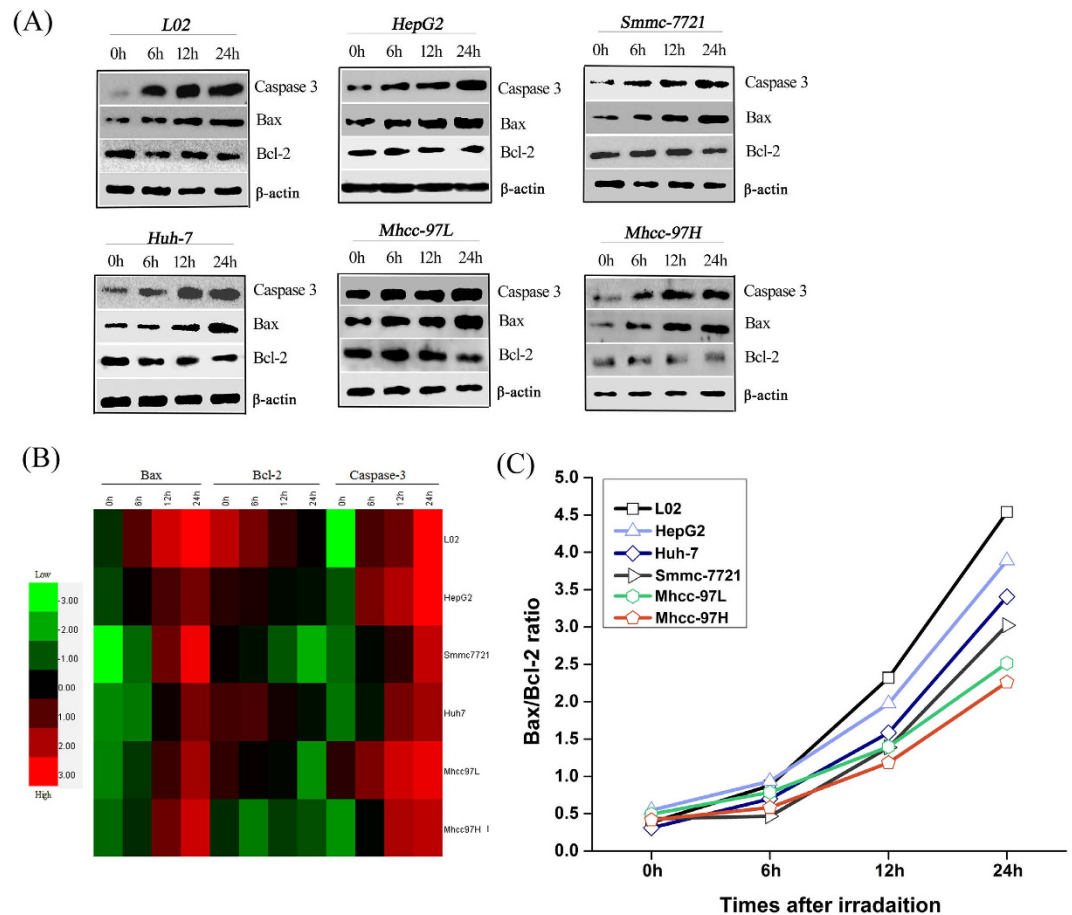 (A)
L02
0h 6h 12h 24h
Caspase 3
Bax
Bcl-2
β-actin
HepG2
0h 6h 12h 24h
Caspase 3
Bax
Bcl-2
β-actin
Smmc-7721
0h 6h 12h 24h
Caspase 3
Bax
Bcl-2
β-actin
Huh-7
0h 6h 12h 24h
Caspase 3
Bax
Bcl-2
β-actin
Mhcc-97L
0h 6h 12h 24h
Caspase 3
Bax
Bcl-2
β-actin
Mhcc-97H
0h 6h 12h 24h
Caspase 3
Bax
Bcl-2
β-actin
(B)
Bax Bcl-2 Caspase-3
0h 6h 12h 24h 0h 6h 12h 24h 0h 6h 12h 24h
L02
HepG2
Smmc7721
Huh7
Mhcc97L
Mhcc97H
Low
-3.00
-2.00
-1.00
0.00
1.00
2.00
3.00
High
(C)
Bax/Bcl-2 ratio
5.0
4.5
4.0
3.5
3.0
2.5
2.0
1.5
1.0
0.5
0.0
L02
HepG2
Huh-7
Smmc-7721
Mhcc-97L
Mhcc-97H
0h 6h 12h 24h
Times after irradaition